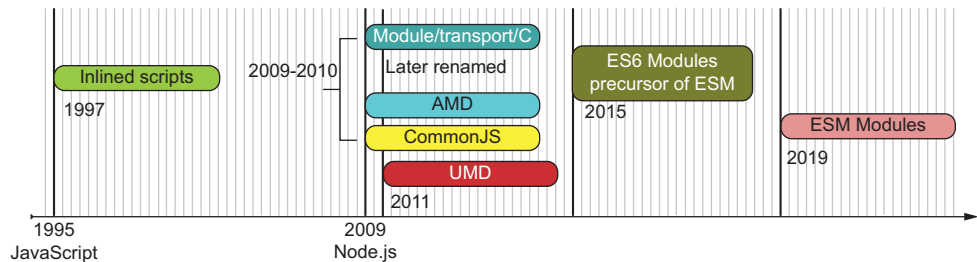 Module/transport/C
Inlined scripts
2009-2010
Later renamed
ES6 Modules
precursor of ESM
1997
AMD
2015
CommonJS
ESM Modules
UMD
2019
2011
1995
JavaScript
2009
Node.js